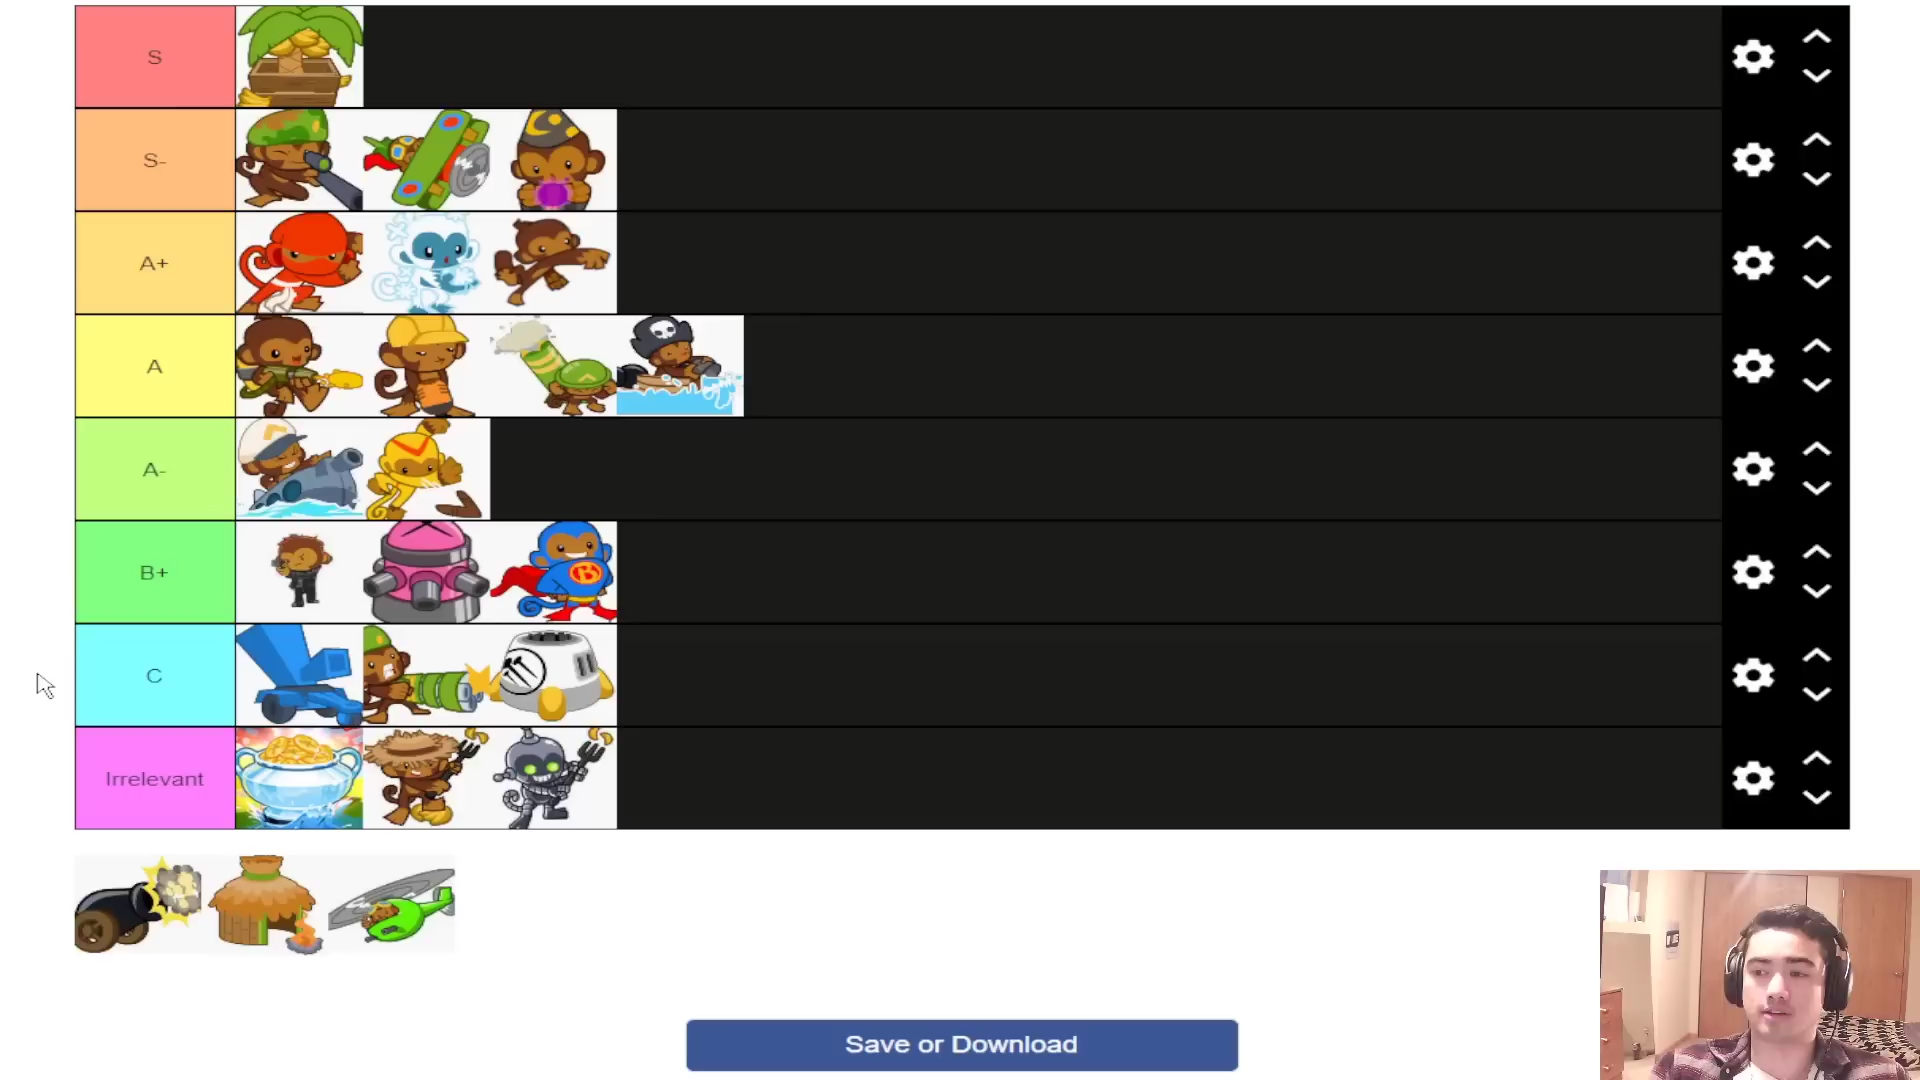 S
S-
A+
A
A-
B+
B
C
Irrelevant
Save or Download